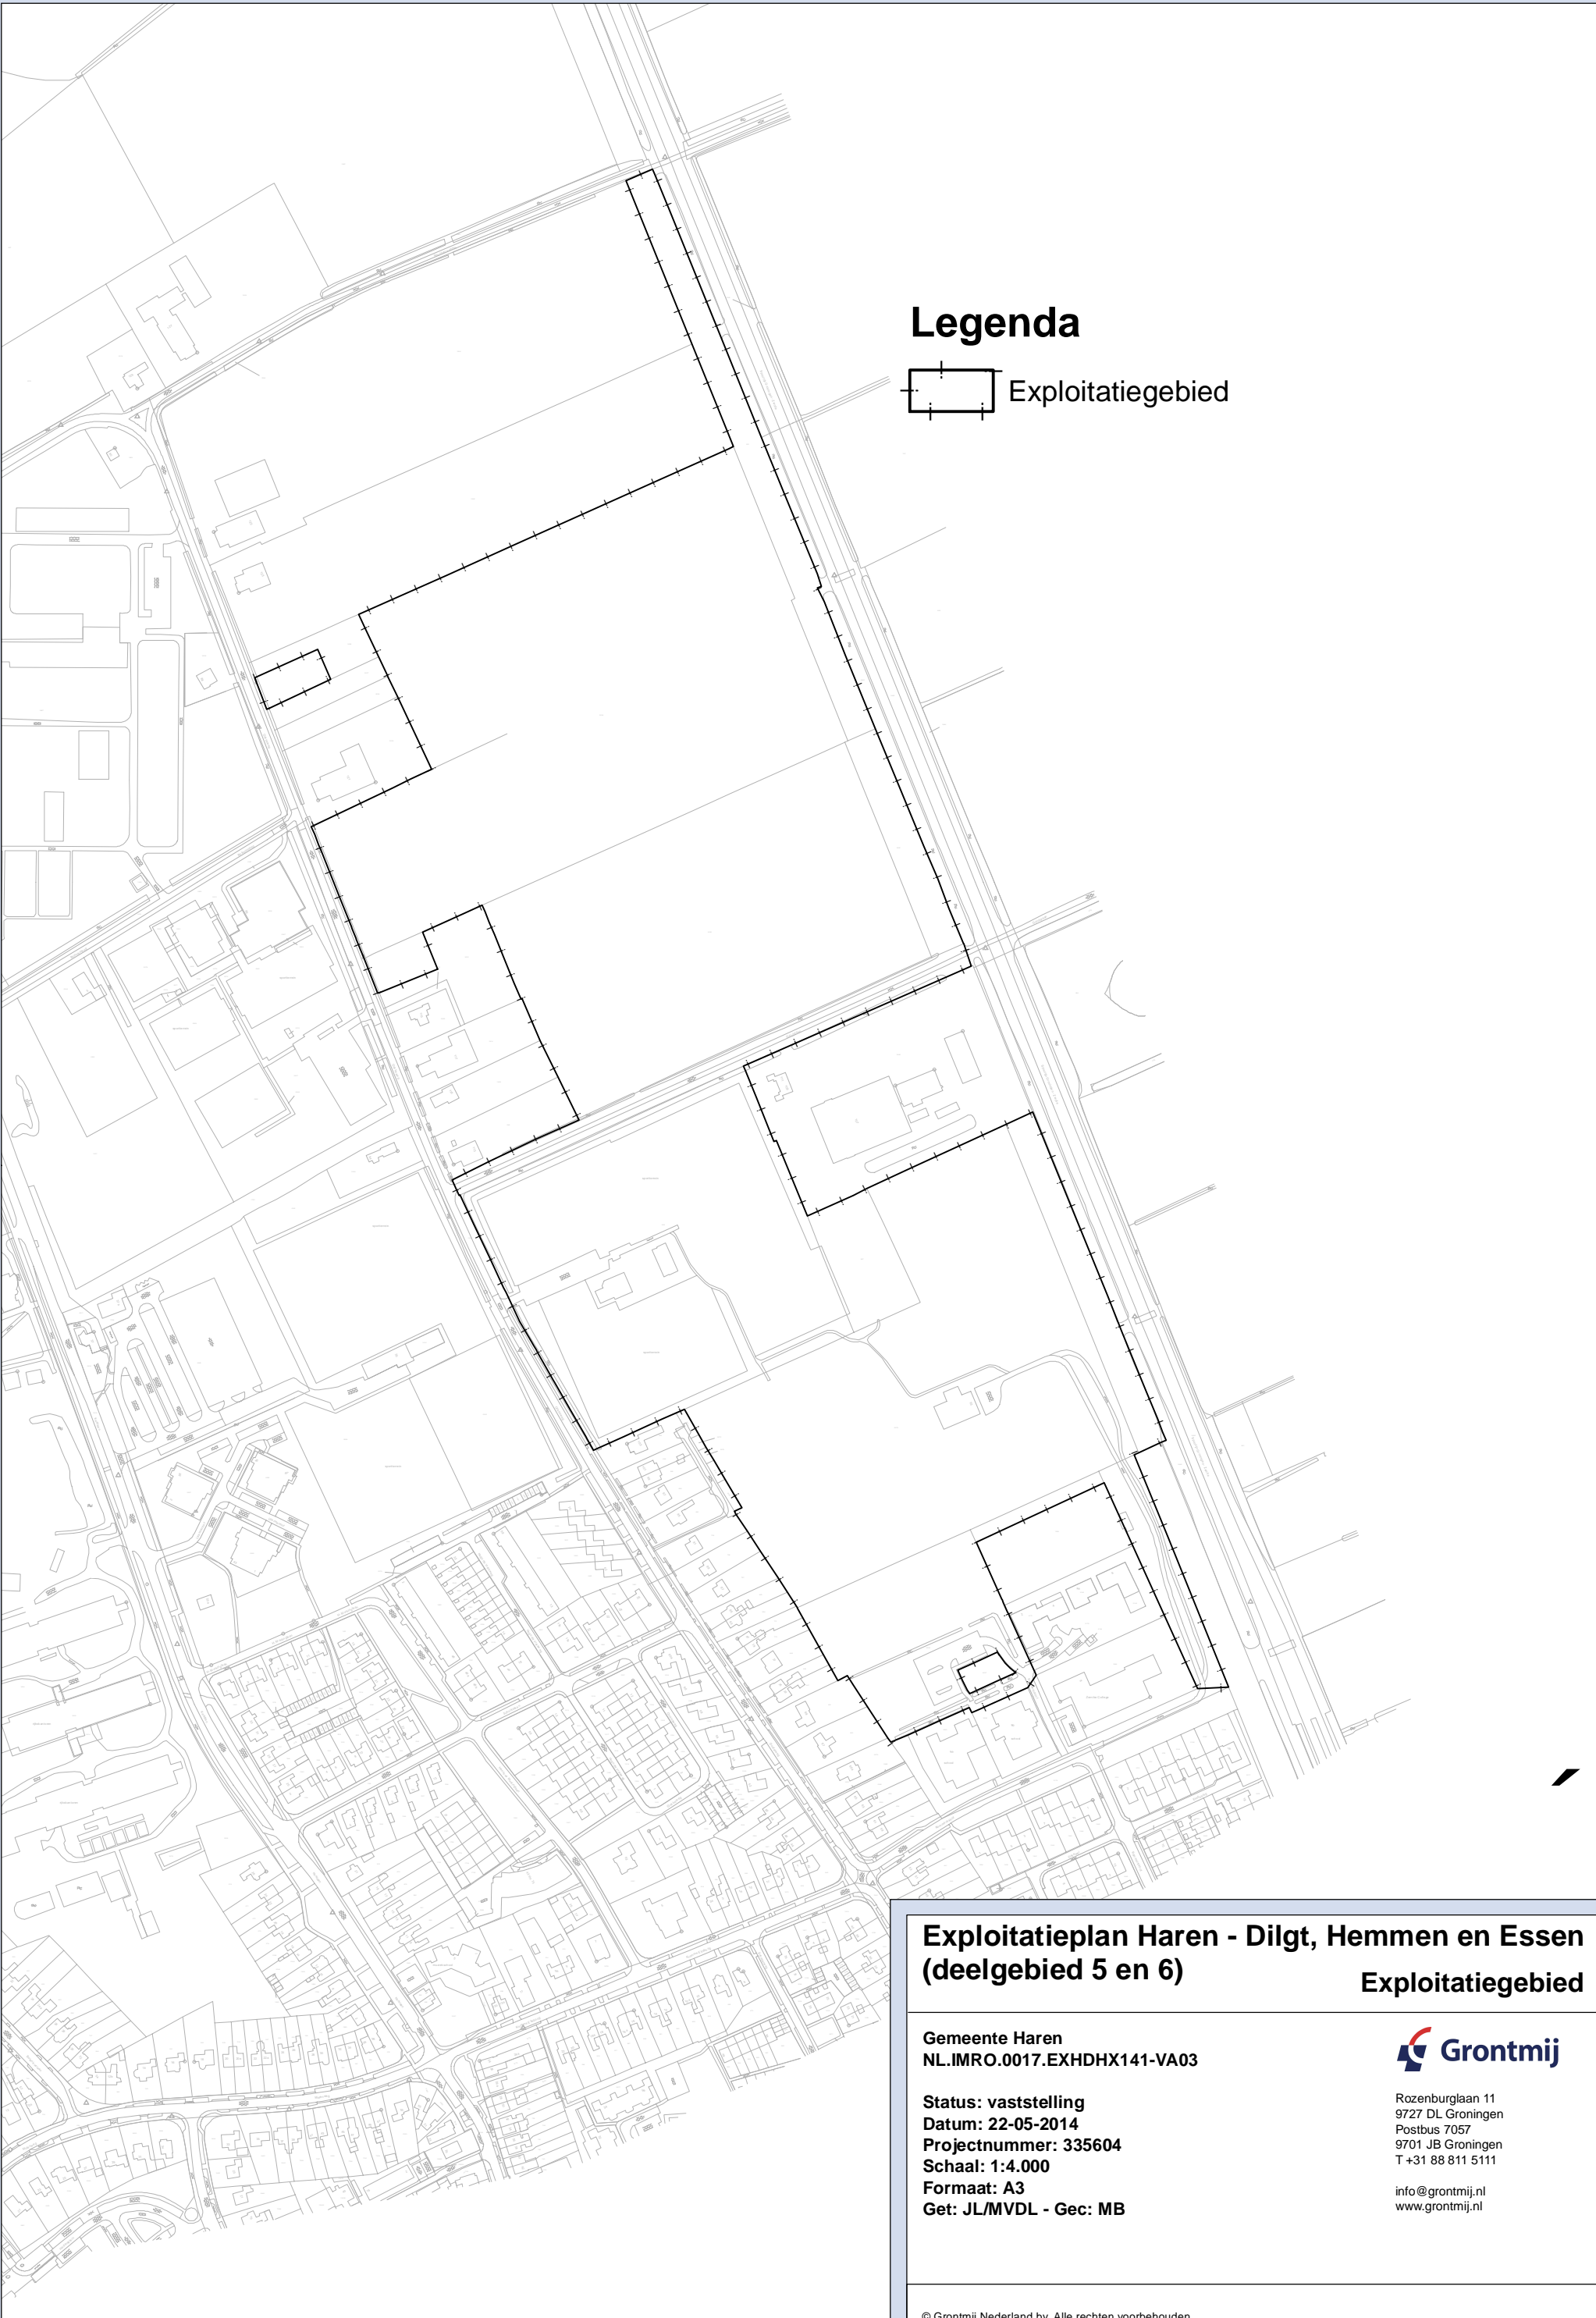 Legenda
Exploitatiegebied
Exploitatieplan Haren - Dilgt, Hemmen en Essen
(deelgebied 5 en 6)
Exploitatiegebied
Gemeente Haren
NL.IMRO.0017.EXHDHX141-VA03
Status: vaststelling
Datum: 22-05-2014
Projectnummer: 335604
Schaal: 1:4.000
Formaat: A3
Get: JL/MVDL - Gec: MB
Grontmij
Rozenburglaan 11
9727 DL Groningen
Postbus 7057
9701 JB Groningen
T +31 88 811 5111
info@grontmij.nl
www.grontmij.nl
© Grontmij Nederland bv. Alle rechten voorbehouden